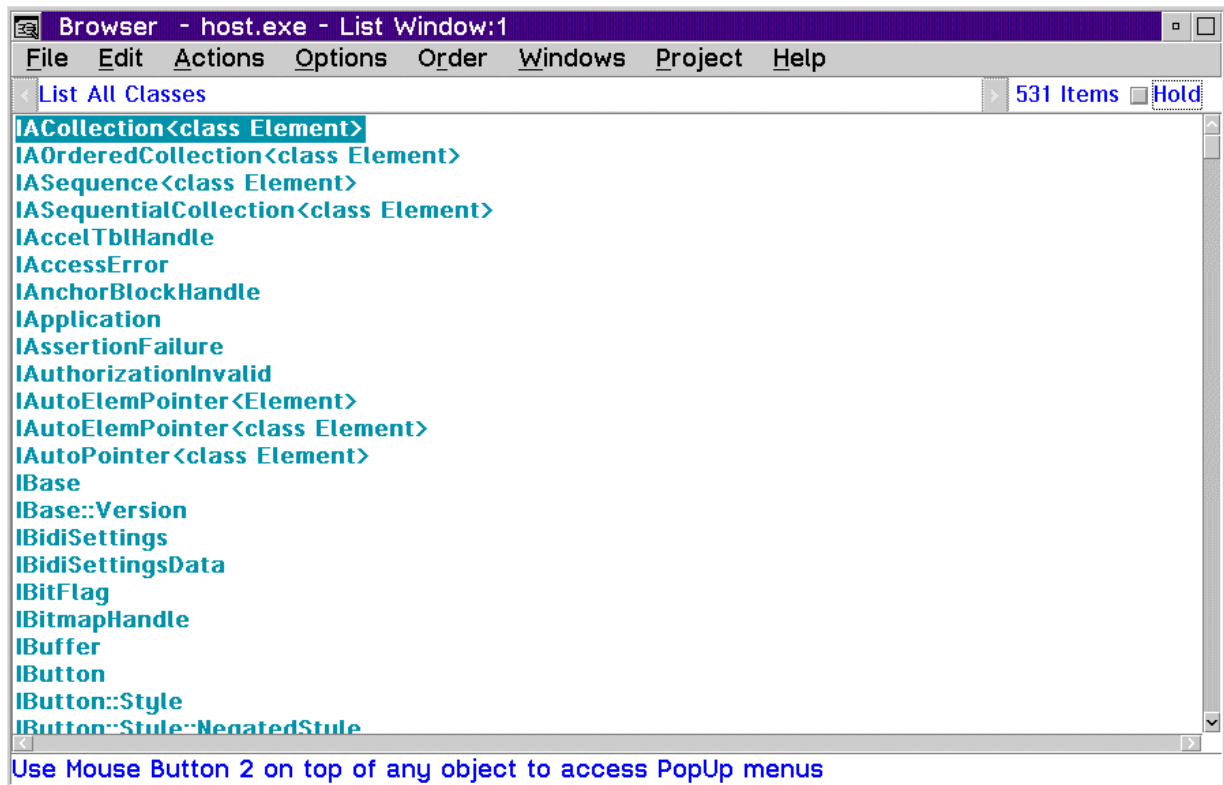 Browser - host.exe - List Window:1
File Edit Actions Options Order Windows Project Help
List All Classes 531 Items Hold
IACollection<class Element>
IAOrderedCollection<class Element>
IASequence<class Element>
IASequentialCollection<class Element>
IAccelTblHandle
IAccessError
IAnchorBlockHandle
IApplication
IAssertionFailure
IAuthorizationInvalid
IAutoElemPointer<Element>
IAutoElemPointer<class Element>
IAutoPointer<class Element>
IBase
IBase::Version
IBidiSettings
IBidiSettingsData
IBitFlag
IBitmapHandle
IBuffer
IButton
IButton::Style
IButton::Style::NegatedStyle
Use Mouse Button 2 on top of any object to access PopUp menus